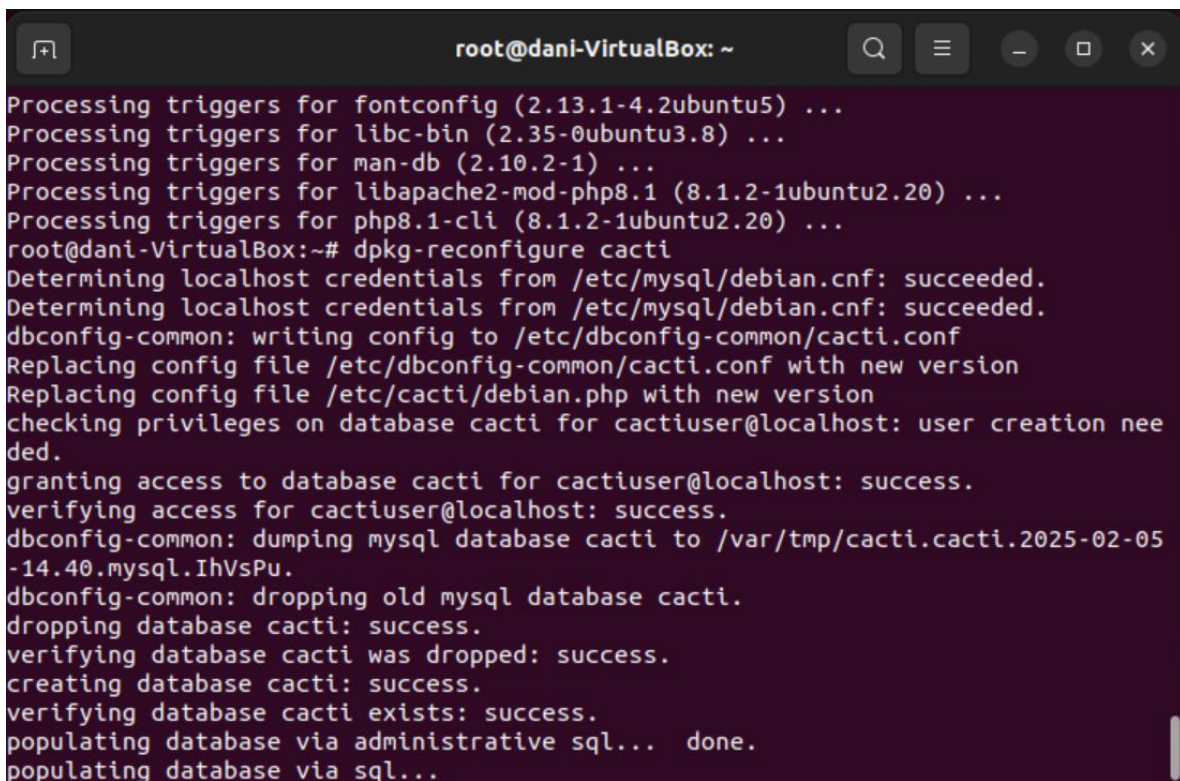 root@dani-VirtualBox: ~
Processing triggers for fontconfig (2.13.1-4.2ubuntu5) ...
Processing triggers for libc-bin (2.35-0ubuntu3.8) ...
Processing triggers for man-db (2.10.2-1) ...
Processing triggers for libapache2-mod-php8.1 (8.1.2-1ubuntu2.20) ...
Processing triggers for php8.1-cli (8.1.2-1ubuntu2.20) ...
root@dani-VirtualBox:~# dpkg-reconfigure cacti
Determining localhost credentials from /etc/mysql/debian.cnf: succeeded.
Determining localhost credentials from /etc/mysql/debian.cnf: succeeded.
dbconfig-common: writing config to /etc/dbconfig-common/cacti.conf
Replacing config file /etc/dbconfig-common/cacti.conf with new version
Replacing config file /etc/cacti/debian.php with new version
checking privileges on database cacti for cactiuser@localhost: user creation nee
ded.
granting access to database cacti for cactiuser@localhost: success.
verifying access for cactiuser@localhost: success.
dbconfig-common: dumping mysql database cacti to /var/tmp/cacti.cacti.2025-02-05
-14.40.mysql.IhVsPu.
dbconfig-common: dropping old mysql database cacti.
dropping database cacti: success.
verifying database cacti was dropped: success.
creating database cacti: success.
verifying database cacti exists: success.
populating database via administrative sql...  done.
populating database via sql...